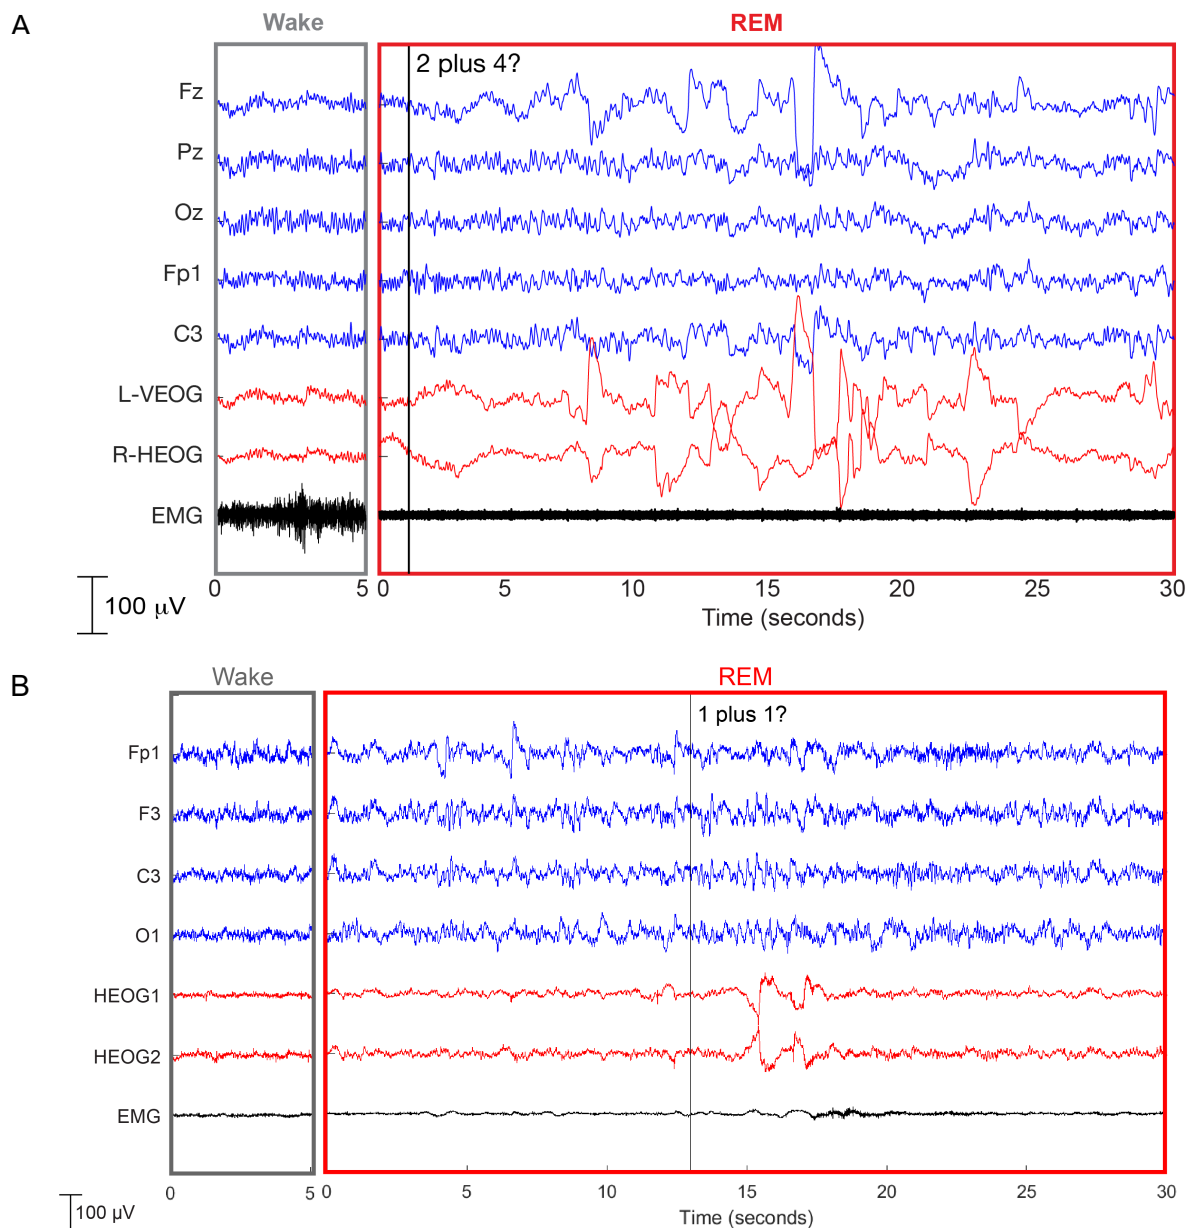 A
Wake
REM
2 plus 4?
Fz
Pz
Oz
Fp1
C3
L-VEOG
R-HEOG
EMG
0 5 0 5 10 15 20 25 30
100 μV
Time (seconds)
B
Wake
REM
1 plus 1?
Fp1
F3
C3
O1
HEOG1
HEOG2
EMG
0 5 0 5 10 15 20 25 30
100 μV
Time (seconds)